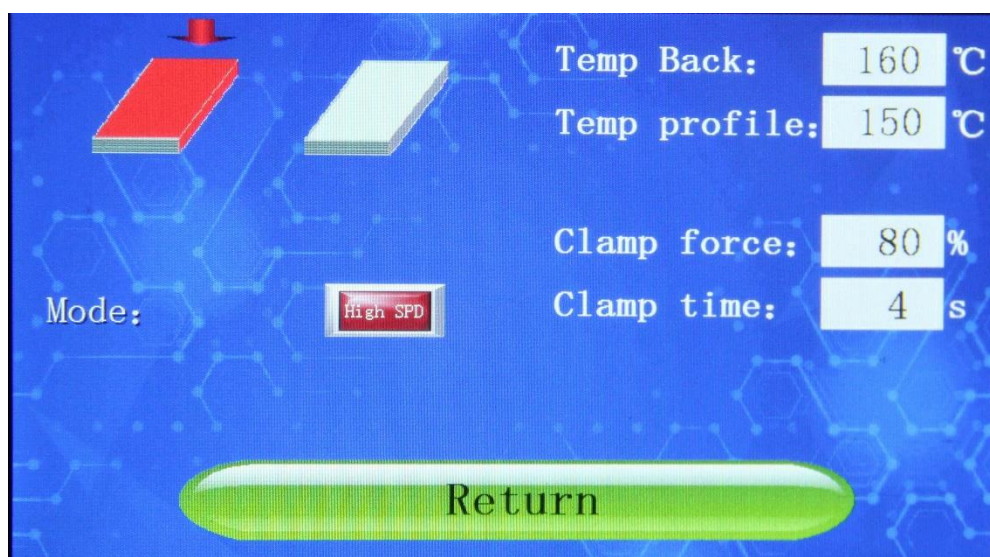 Temp Back: 160 ℃
Temp profile: 150 ℃
Clamp force: 80 %
Mode: High SPD Clamp time: 4 s
Return